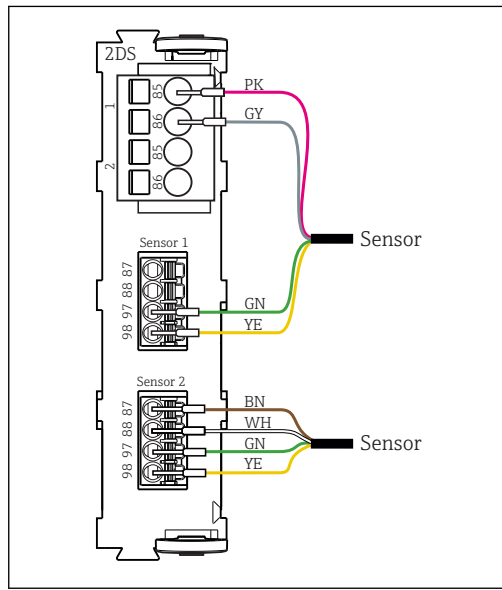 2DS
1
85
PK
86
GY
2
85
86
Sensor
Sensor 1
87
88
97
GN
98
YE
Sensor 2
87
BN
88
WH
97
GN
Sensor
98
YE